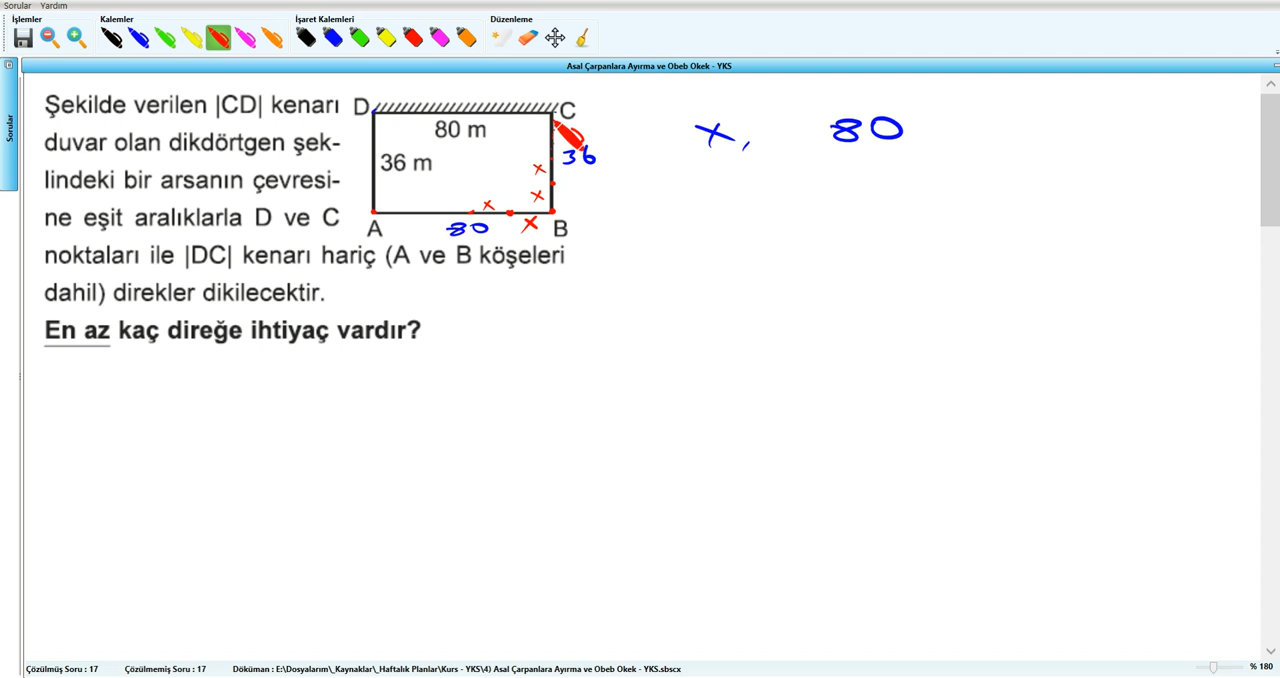 Sorular Yardım
İşlemler Kalemler İşaret Kalemleri Düzenleme
Asal Çarpanlara Ayırma ve Obeb Okek - YKS
Sorular
Şekilde verilen |CD| kenarı
duvar olan dikdörtgen şek-
lindeki bir arsanın çevresi-
ne eşit aralıklarla D ve C
noktaları ile |DC| kenarı hariç (A ve B köşeleri
dahil) direkler dikilecektir.
En az kaç direğe ihtiyaç vardır?
D C
80 m
36 m
36
x
x
x
x
80
A B
x, 80
Çözülmüş Soru : 17 Çözülmemiş Soru : 17 Döküman : E:\Dosyalarım\_Kaynaklar\_Haftalık Planlar\Kurs - YKS\4) Asal Çarpanlara Ayırma ve Obeb Okek - YKS.sbscx % 180